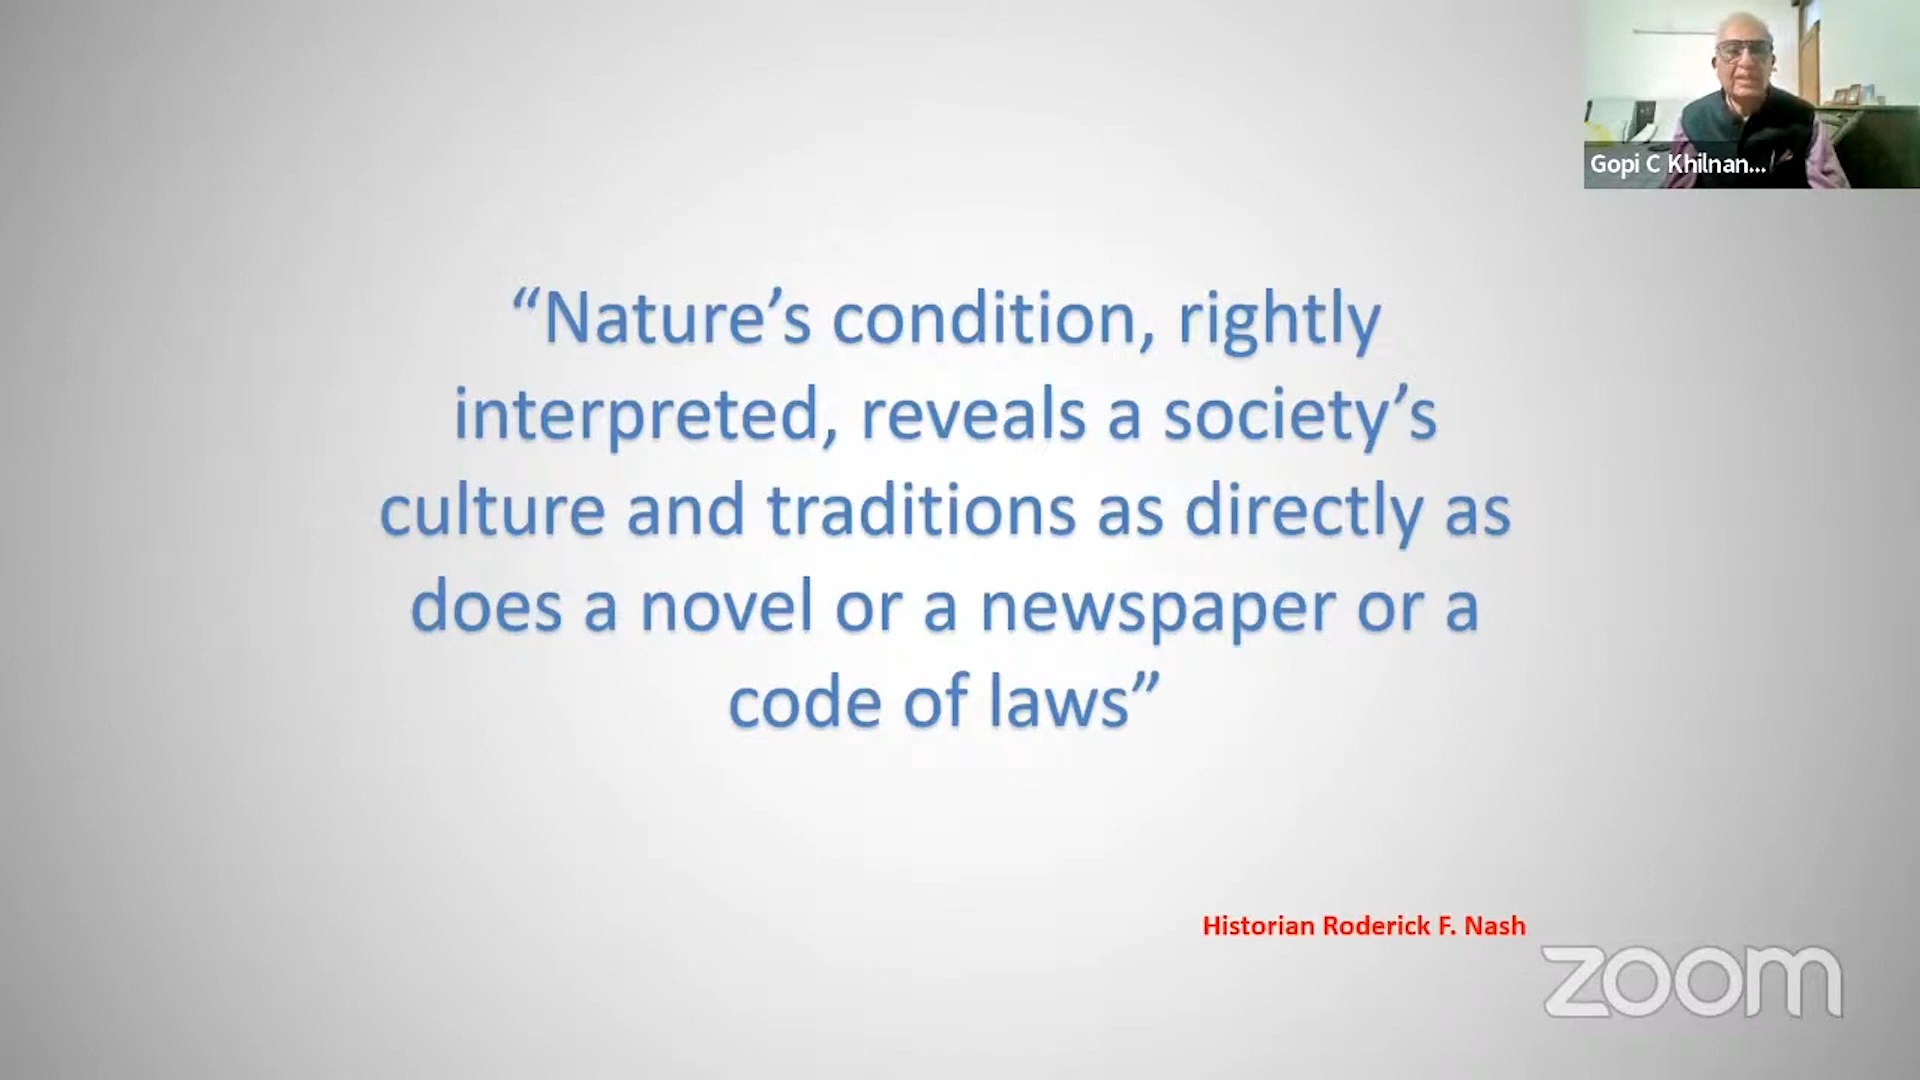 Gopi C Khilnan...
“Nature’s condition, rightly
interpreted, reveals a society’s
culture and traditions as directly as
does a novel or a newspaper or a
code of laws”
Historian Roderick F. Nash
zoom